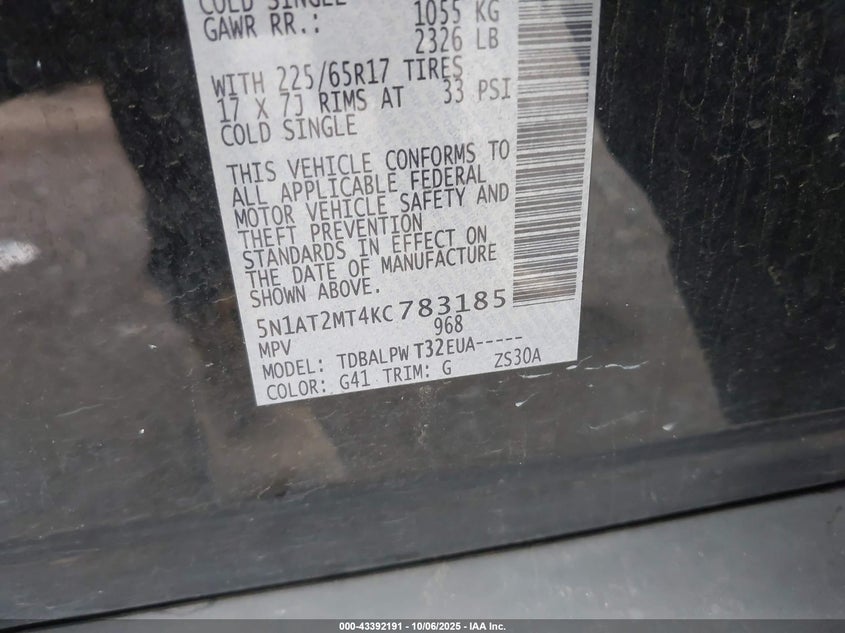 COLD SINGLE
GAWR RR.: 1055 KG
2326 LB
WITH 225/65R17 TIRES
17 X 7J RIMS AT 33 PSI
COLD SINGLE
THIS VEHICLE CONFORMS TO
ALL APPLICABLE FEDERAL
MOTOR VEHICLE SAFETY AND
THEFT PREVENTION
STANDARDS IN EFFECT ON
THE DATE OF MANUFACTURE
SHOWN ABOVE.
5N1AT2MT4KC783185
MPV 968
MODEL: TDBALPW T32EUA-----
COLOR: G41 TRIM: G ZS30A
000-43392191 - 10/06/2025 - IAA Inc.